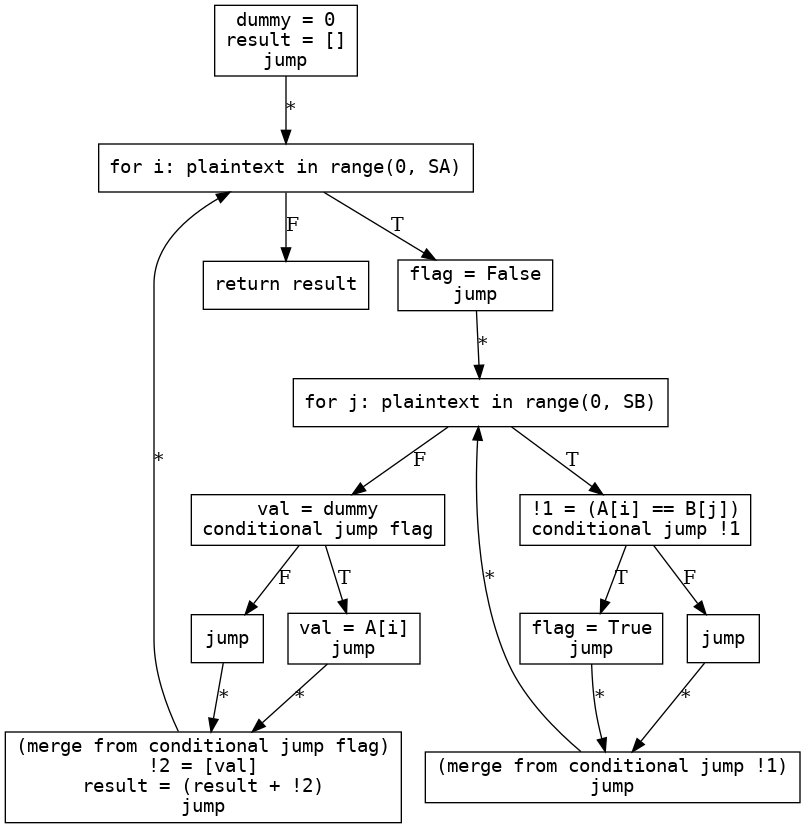 dummy = 0
result = []
jump
*
for i: plaintext in range(0, SA)
F
T
return result
flag = False
jump
*
for j: plaintext in range(0, SB)
*
F
T
val = dummy
conditional jump flag
!1 = (A[i] == B[j])
conditional jump !1
F
T
*
T
F
jump
val = A[i]
jump
flag = True
jump
jump
*
*
*
*
(merge from conditional jump flag)
!2 = [val]
result = (result + !2)
jump
(merge from conditional jump !1)
jump